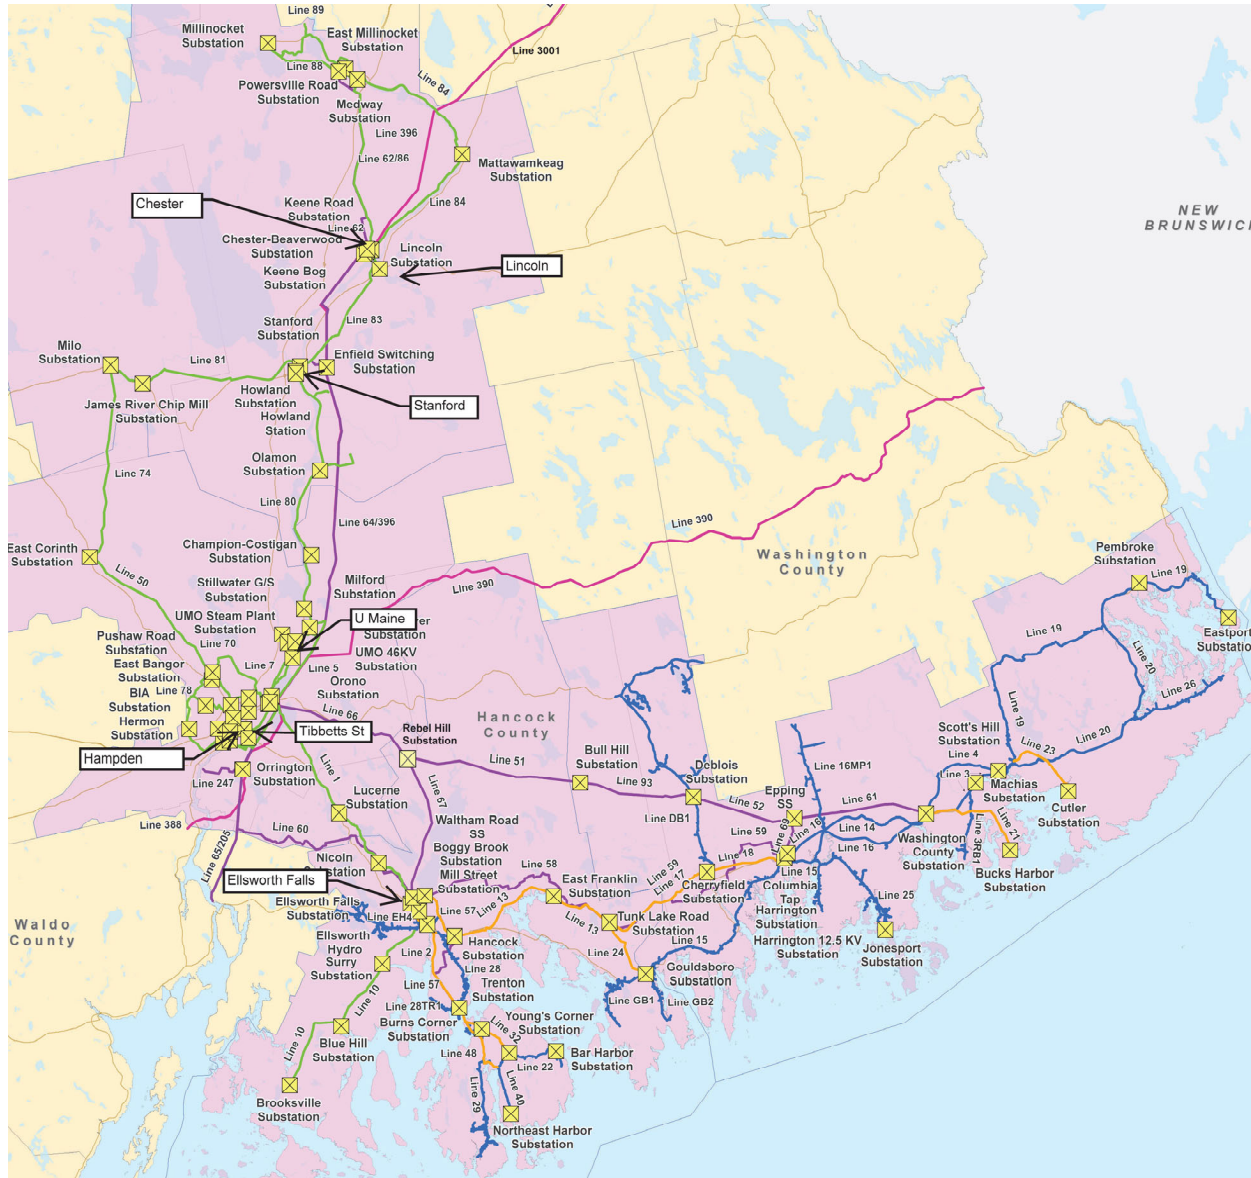 Line 89
Millinocket
Substation
East Millinocket
Substation
Line 3001
Line 88
Powersville Road
Substation
Line 84
Medway
Substation
Line 396
Line 62/86
Mattawamkeag
Substation
NEW
BRUNSWICK
Chester
Keene Road
Substation
Line 84
Line 62
Chester-Beaverwood
Substation
Lincoln
Substation
Keene Bog
Substation
Lincoln
Stanford
Substation
Line 83
Milo
Substation
Line 81
Enfield Switching
Substation
James River Chip Mill
Substation
Howland
Substation
Howland
Station
Stanford
Olamon
Substation
Line 74
Line 80
Line 64/396
Line 390
East Corinth
Substation
Champion-Costigan
Substation
Washington
County
Pembroke
Substation
Line 19
Line 50
Stillwater G/S
Substation
Milford
Substation
Line 390
UMO Steam Plant
Substation
U Maine
Substation
UMO 46KV
Substation
Eastport
Substation
Pushaw Road
Substation
Line 70
Line 19
Line 20
East Bangor
Substation
Line 7
Line 5
Orono
Substation
Line 26
BIA
Substation
Line 78
Line 66
Hermon
Substation
Tibbetts St
Rebel Hill
Substation
Hancock
County
Scott's Hill
Substation
Line 19
Line 23
Line 20
Line 4
Hampden
Line 51
Bull Hill
Substation
Deblois
Substation
Line 16MP1
Orrington
Substation
Line 247
Line 1
Line 93
Line 3
Machias
Substation
Lucerne
Substation
Line 67
Line 52
Epping
SS
Line 61
Cutler
Substation
Line 388
Line 60
Waltham Road
SS
Line DB1
Line 59
Line 69
Line 16
Line 14
Washington
County
Substation
Line 3RB1
Line 21
Line 65/205
Boggy Brook
Substation
Mill Street
Substation
Nicoln
Substation
Line 58
Line 59
Line 18
Line 16
Line 15
Bucks Harbor
Substation
Ellsworth Falls
East Franklin
Substation
Line 17
Cherryfield
Substation
Columbia
Tap
Harrington
Substation
Line 25
Waldo
County
Ellsworth Falls
Substation
Line EH4
Line 57
Line 13
Line 13
Tunk Lake Road
Substation
Harrington 12.5 KV
Substation
Jonesport
Substation
Ellsworth
Hydro
Surry
Substation
Line 2
Hancock
Substation
Line 24
Line 15
Line 28
Line 57
Trenton
Substation
Gouldsboro
Substation
Line 10
Line 28TR1
Line GB1
Line GB2
Burns Corner
Substation
Young's Corner
Substation
Line 32
Line 10
Blue Hill
Substation
Line 48
Line 22
Bar Harbor
Substation
Line 29
Line 40
Brooksville
Substation
Northeast Harbor
Substation